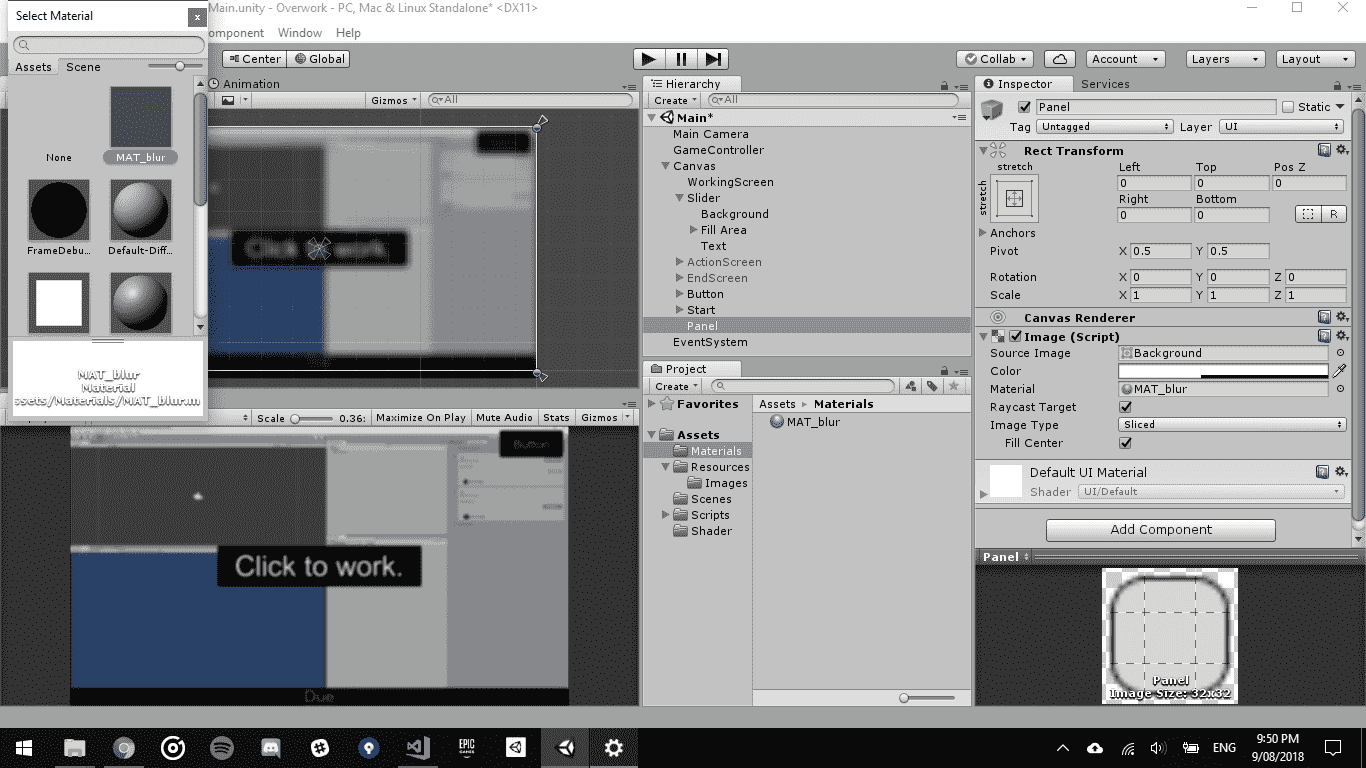 Select Material
x
Main.unity - Overwork - PC, Mac & Linux Standalone* <DX11>
omponent Window Help
Assets Scene
None
MAT_blur
FrameDebu...
Default-Diff...
MAT_blur
Material
ssets/Materials/MAT_blur.m
Center Global
Animation
Gizmos All
Click to work.
Scale 0.36: Maximize On Play Mute Audio Stats Gizmos
Button
Click to work.
Due
Collab Account Layers Layout
Hierarchy
Create All
Main*
Main Camera
GameController
Canvas
WorkingScreen
Slider
Background
Fill Area
Text
ActionScreen
EndScreen
Button
Start
Panel
EventSystem
Project
Create
Favorites
Assets
Materials
Resources
Images
Scenes
Scripts
Shader
Assets Materials
MAT_blur
Inspector Services
Panel Static
Tag Untagged Layer UI
Rect Transform
stretch
stretch
Left Top Pos Z
0 0 0
Right Bottom
0 0 R
Anchors
Pivot X 0.5 Y 0.5
Rotation X 0 Y 0 Z 0
Scale X 1 Y 1 Z 1
Canvas Renderer
Image (Script)
Source Image Background
Color
Material MAT_blur
Raycast Target
Image Type Sliced
Fill Center
Default UI Material
Shader UI/Default
Add Component
Panel
Panel
Image Size: 32x32
EPIC GAMES
ENG
9:50 PM
9/08/2018